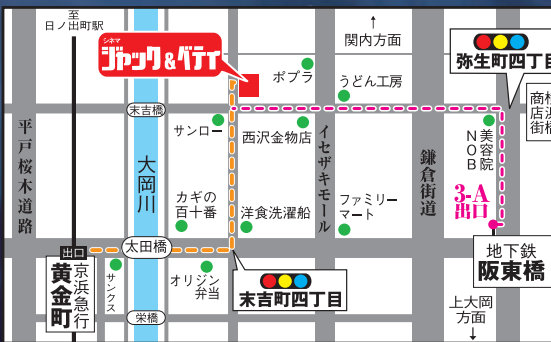 至
日ノ出町駅
シネマ
ジャック&ベティ
↑
関内方面
弥生町四丁目
ポプラ
うどん工房
末吉橋
サンロー
西沢金物店
美容院
NOB
平戸桜木道路
大岡川
イセザキモール
鎌倉街道
カギの
百十番
洋食洗濯船
ファミリー
マート
3-A
出口
太田橋
出口
京浜急行
黄金町
サンクス
オリジン
弁当
末吉町四丁目
地下鉄
阪東橋
栄橋
上大岡
方面
↓